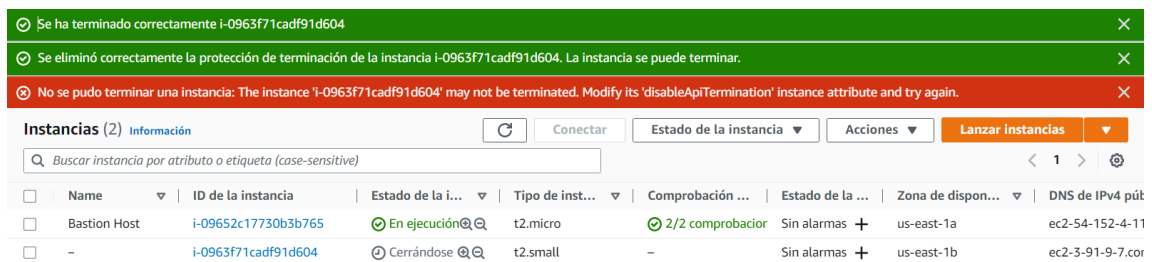 Se ha terminado correctamente i-0963f71cadf91d604
Se eliminó correctamente la protección de terminación de la instancia i-0963f71cadf91d604. La instancia se puede terminar.
No se pudo terminar una instancia: The instance 'i-0963f71cadf91d604' may not be terminated. Modify its 'disableApiTermination' instance attribute and try again.
Instancias (2) Información Conectar Estado de la instancia Acciones Lanzar instancias
Buscar instancia por atributo o etiqueta (case-sensitive) 1
Name ID de la instancia Estado de la i... Tipo de inst... Comprobación ... Estado de la ... Zona de dispon... DNS de IPv4 púb
Bastion Host i-09652c17730b3b765 En ejecución t2.micro 2/2 comprobacior Sin alarmas + us-east-1a ec2-54-152-4-11
– i-0963f71cadf91d604 Cerrándose t2.small – Sin alarmas + us-east-1b ec2-3-91-9-7.cor